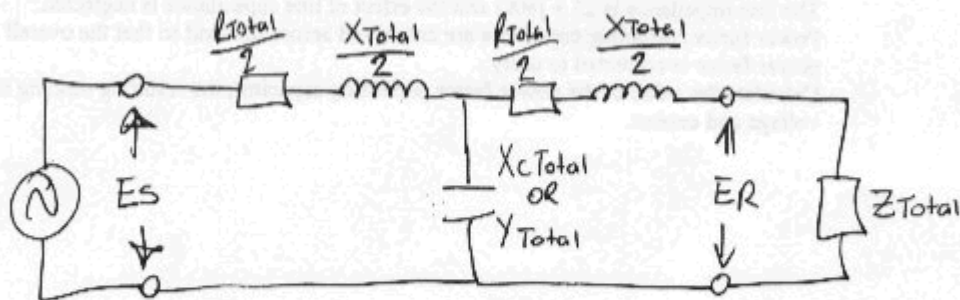 RTotal/2 XTotal/2 RTotal/2 XTotal/2
ES
XCTotal
OR
YTotal
ER
ZTotal